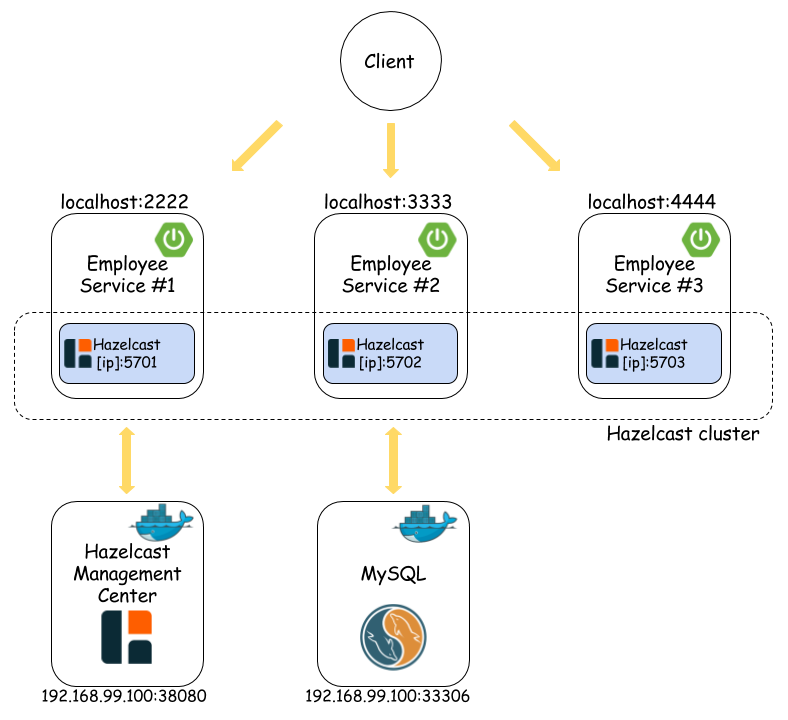 Client
localhost:2222
localhost:3333
localhost:4444
Employee
Service #1
Employee
Service #2
Employee
Service #3
Hazelcast
[ip]:5701
Hazelcast
[ip]:5702
Hazelcast
[ip]:5703
Hazelcast cluster
Hazelcast
Management
Center
MySQL
192.168.99.100:38080
192.168.99.100:33306